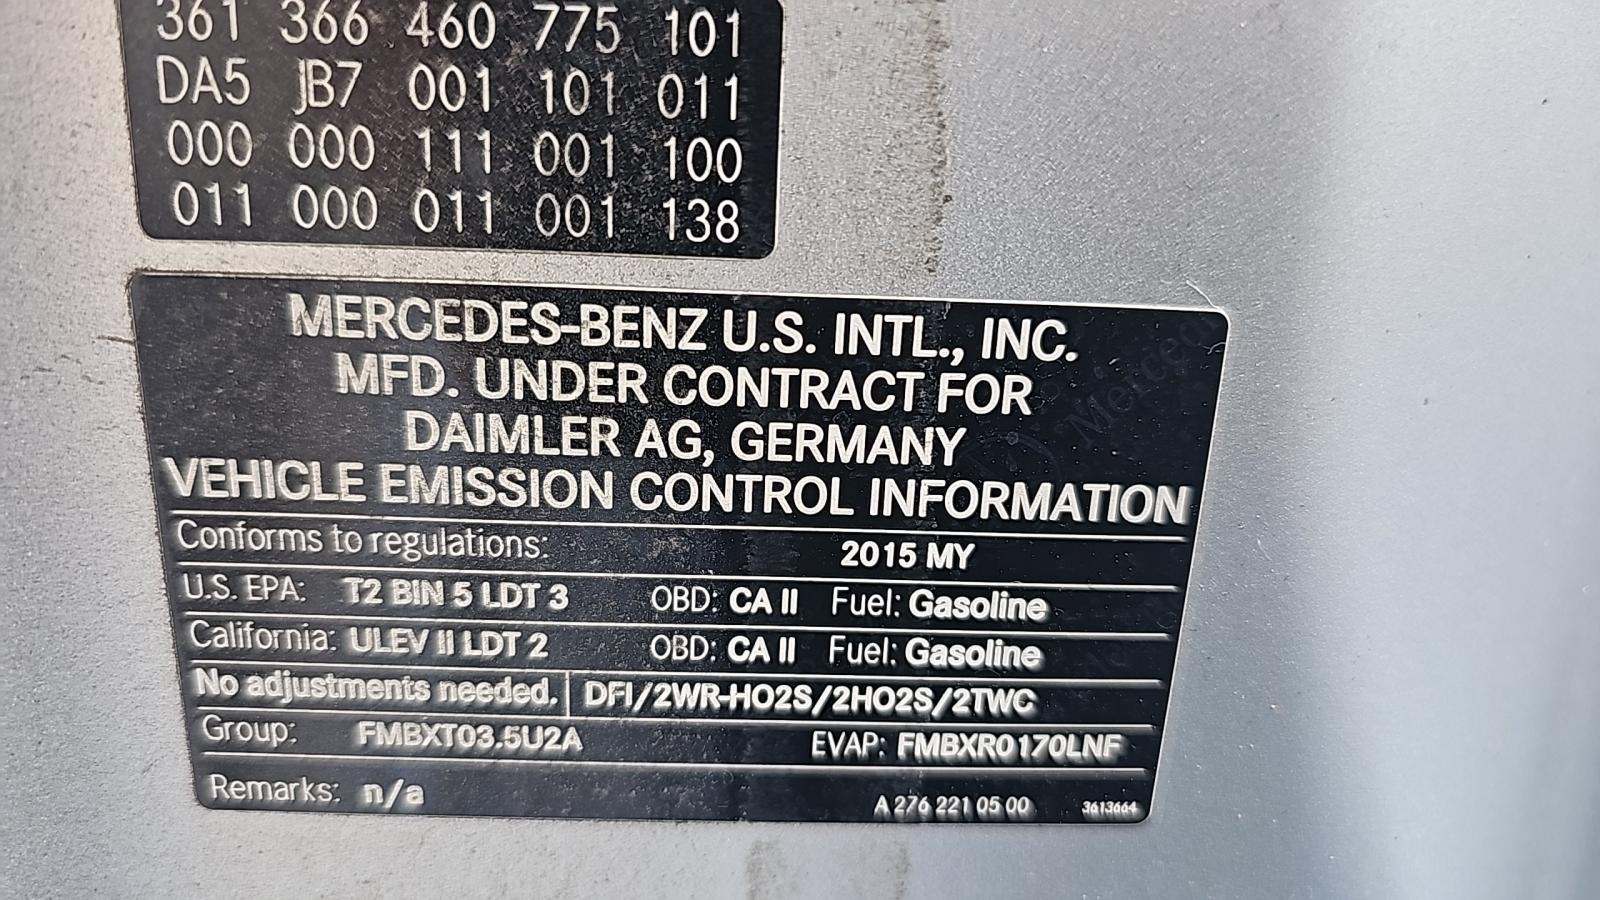 361 366 460 775 101
DA5 JB7 001 101 011
000 000 111 001 100
011 000 011 001 138
MERCEDES-BENZ U.S. INTL., INC.
MFD. UNDER CONTRACT FOR
DAIMLER AG, GERMANY
VEHICLE EMISSION CONTROL INFORMATION
Conforms to regulations: 2015 MY
U.S. EPA: T2 BIN 5 LDT 3 OBD: CA II Fuel: Gasoline
California: ULEV II LDT 2 OBD: CA II Fuel: Gasoline
No adjustments needed. DFI/2WR-HO2S/2HO2S/2TWC
Group: FMBXT03.5U2A EVAP: FMBXR0170LNF
Remarks: n/a
A 276 221 05 00 3613664